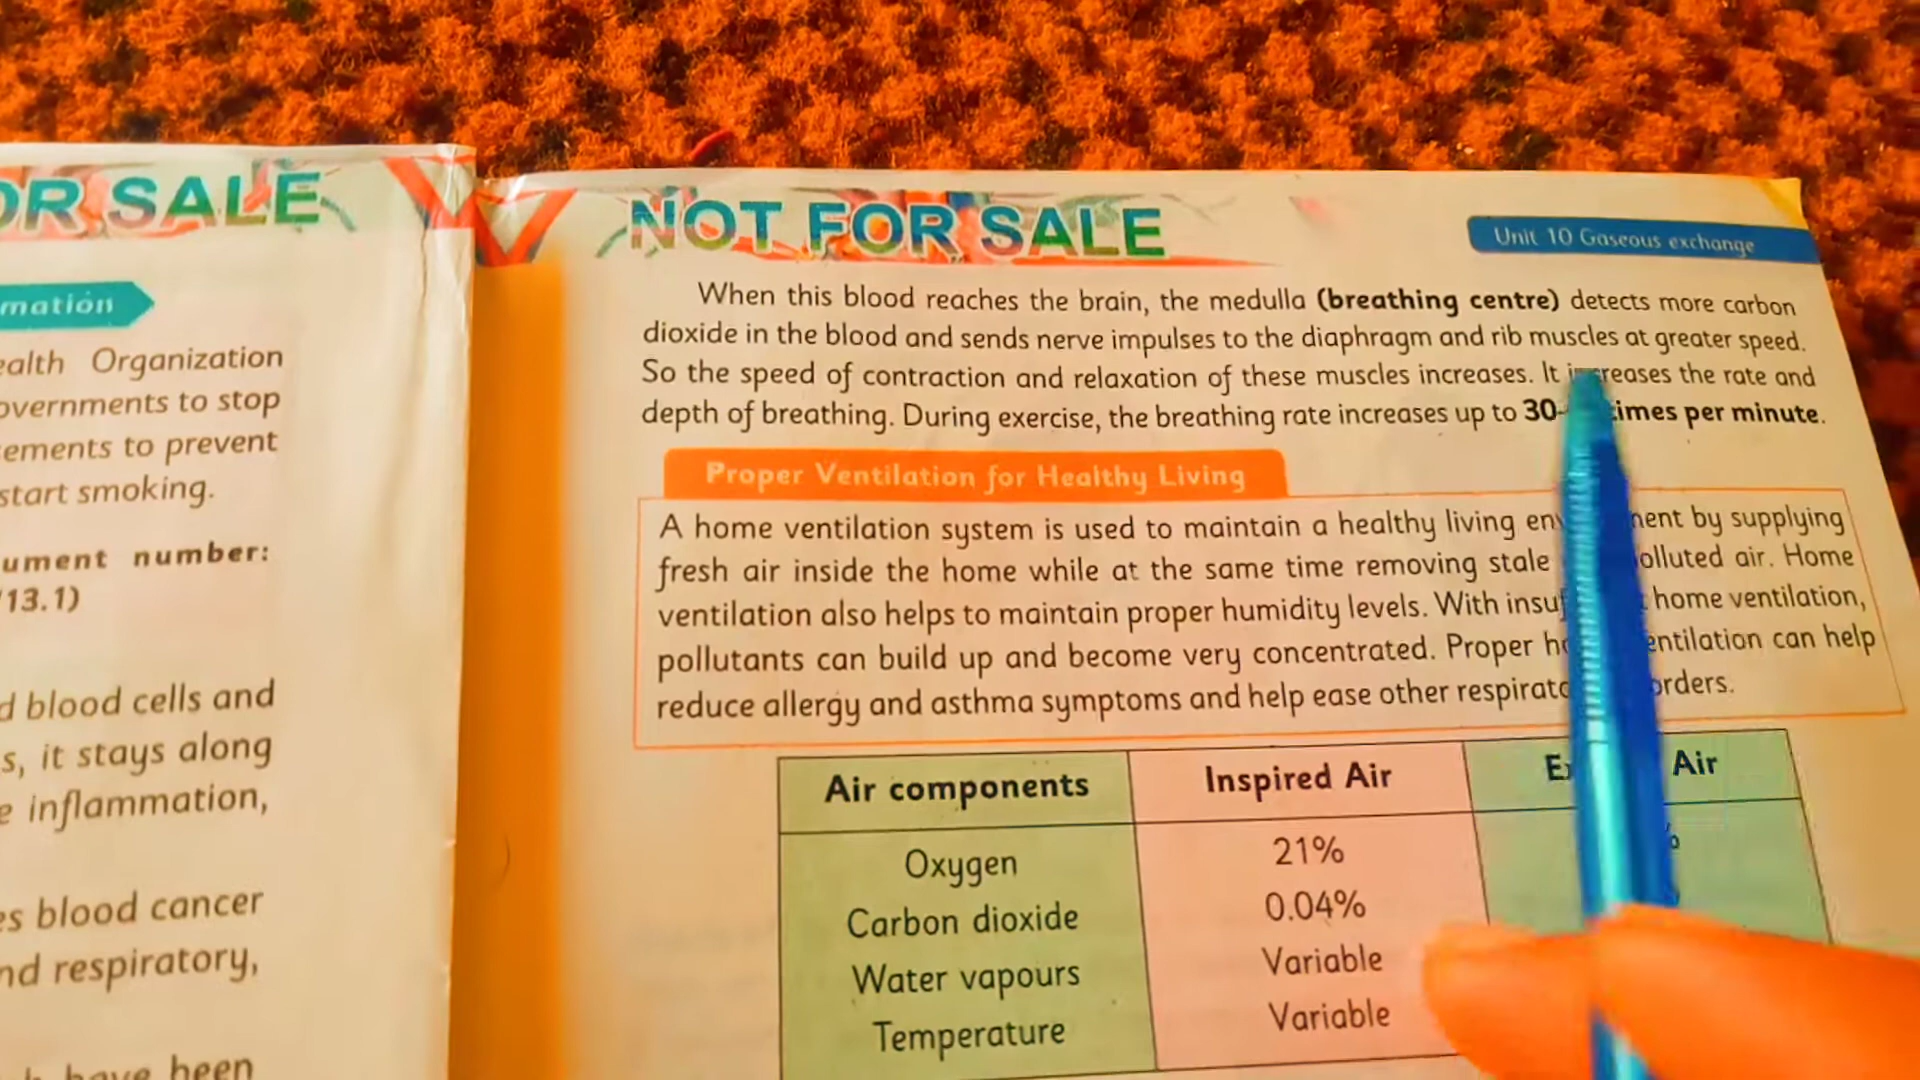 OR SALE
mation
ealth Organization
overnments to stop
ements to prevent
start smoking.
ument number:
13.1)
d blood cells and
s, it stays along
e inflammation,
es blood cancer
nd respiratory,
have been
NOT FOR SALE
Unit 10 Gaseous exchange
When this blood reaches the brain, the medulla (breathing centre) detects more carbon
dioxide in the blood and sends nerve impulses to the diaphragm and rib muscles at greater speed.
So the speed of contraction and relaxation of these muscles increases. It increases the rate and
depth of breathing. During exercise, the breathing rate increases up to 30- times per minute.
Proper Ventilation for Healthy Living
A home ventilation system is used to maintain a healthy living by supplying
fresh air inside the home while at the same time removing stale polluted air. Home
ventilation also helps to maintain proper humidity levels. With home ventilation,
pollutants can build up and become very concentrated. Proper ventilation can help
reduce allergy and asthma symptoms and help ease other
Air components Inspired Air Air
Oxygen 21% %
Carbon dioxide 0.04%
Water vapours Variable
Temperature Variable